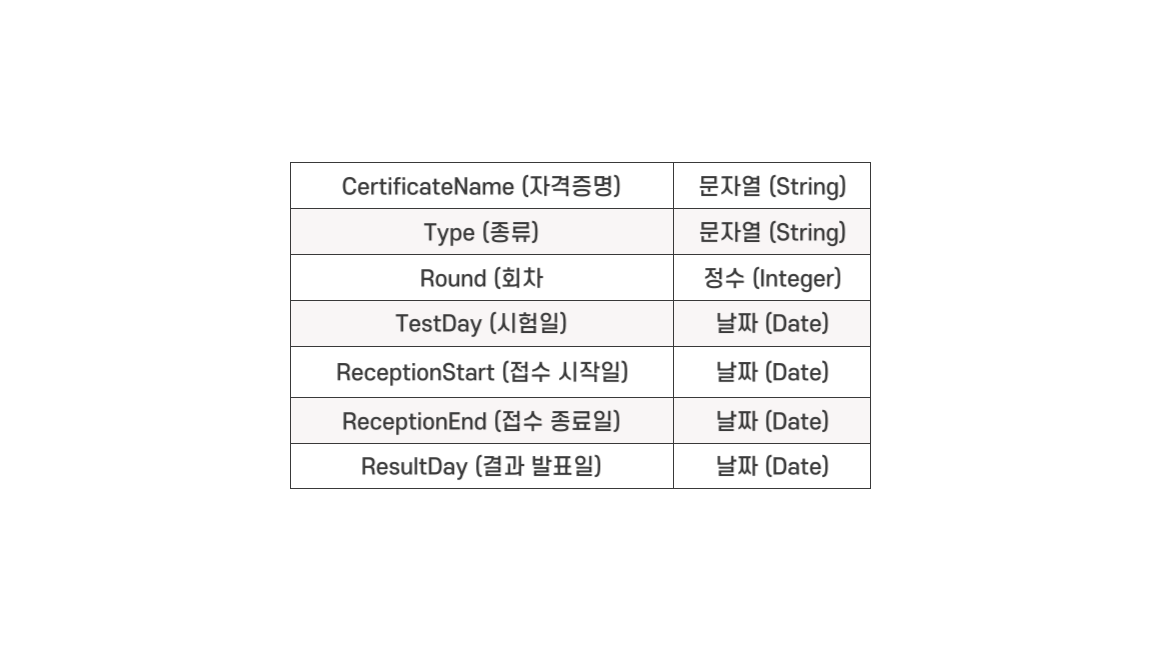 CertificateName (자격증명) 문자열 (String)
Type (종류) 문자열 (String)
Round (회차 정수 (Integer)
TestDay (시험일) 날짜 (Date)
ReceptionStart (접수 시작일) 날짜 (Date)
ReceptionEnd (접수 종료일) 날짜 (Date)
ResultDay (결과 발표일) 날짜 (Date)